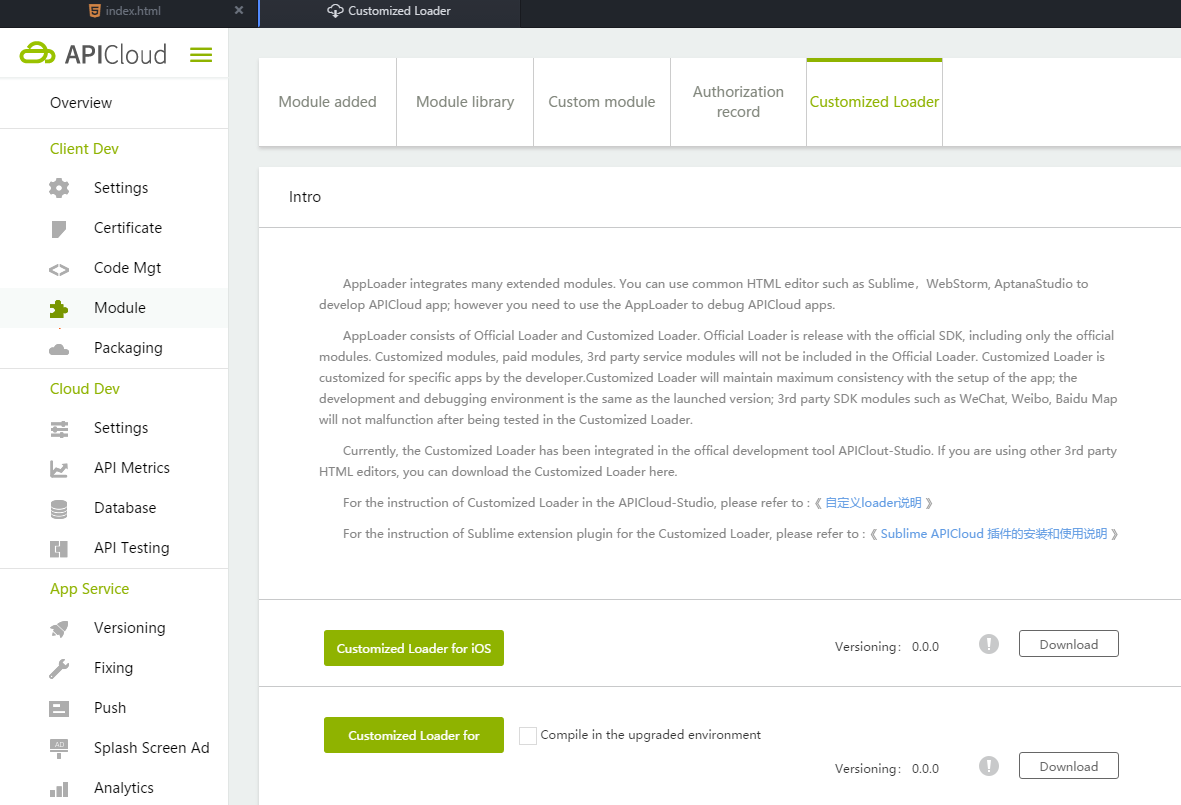 index.html
Customized Loader
APICloud
Overview
Client Dev
Settings
Certificate
Code Mgt
Module
Packaging
Cloud Dev
Settings
API Metrics
Database
API Testing
App Service
Versioning
Fixing
Push
AD
Splash Screen Ad
Analytics
Module added
Module library
Custom module
Authorization
record
Customized Loader
Intro
AppLoader integrates many extended modules. You can use common HTML editor such as Sublime，WebStorm, AptanaStudio to
develop APICloud app; however you need to use the AppLoader to debug APICloud apps.
AppLoader consists of Official Loader and Customized Loader. Official Loader is release with the official SDK, including only the official
modules. Customized modules, paid modules, 3rd party service modules will not be included in the Official Loader. Customized Loader is
customized for specific apps by the developer.Customized Loader will maintain maximum consistency with the setup of the app; the
development and debugging environment is the same as the launched version; 3rd party SDK modules such as WeChat, Weibo, Baidu Map
will not malfunction after being tested in the Customized Loader.
Currently, the Customized Loader has been integrated in the offical development tool APIClout-Studio. If you are using other 3rd party
HTML editors, you can download the Customized Loader here.
For the instruction of Customized Loader in the APICloud-Studio, please refer to :《 自定义loader说明 》
For the instruction of Sublime extension plugin for the Customized Loader, please refer to :《 Sublime APICloud 插件的安装和使用说明 》
Customized Loader for iOS
Versioning： 0.0.0
Download
Customized Loader for
Compile in the upgraded environment
Versioning： 0.0.0
Download